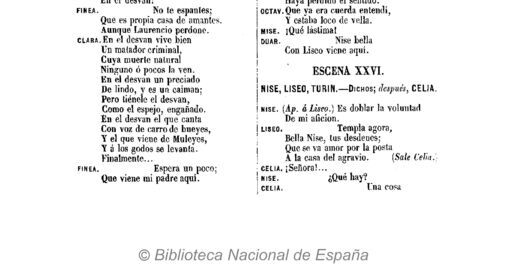 En el desvan.
FINEA. No te espantes;
Que es propia casa de amantes.
Aunque Laurencio perdone.
CLARA. En el desvan vive bien
Un matador criminal,
Cuya muerte natural
Ninguno ó pocos la ven.
En el desvan un preciado
De lindo, y es un caiman;
Pero tiénele el desvan,
Como el espejo, engañado.
En el desvan el que canta
Con voz de carro de bueyes,
Y el que viene de Muleyes,
Y á los godos se levanta.
Finalmente...
FINEA. Espera un poco;
Que viene mi padre aquí.
Haya perdido el sentido.
OCTAV. Que ya era cuerda entendí,
Y estaba loco de vella.
MISE. ¡Qué lástima!
DUAR. Nise bella
Con Liseo viene aquí.
ESCENA XXVI.
NISE, LISEO, TURIN.—DICHOS; después, CELIA.
NISE. (Ap. á Liseo.) Es doblar la voluntad
De mi aficion.
LISEO. Templa agora,
Bella Nise, tus desdenes;
Que se va amor por la posta
A la casa del agravio. (Sale Celia.)
CELIA. ¡Señora!...
NISE. ¿Qué hay?
CELIA. Una cosa
© Biblioteca Nacional de España